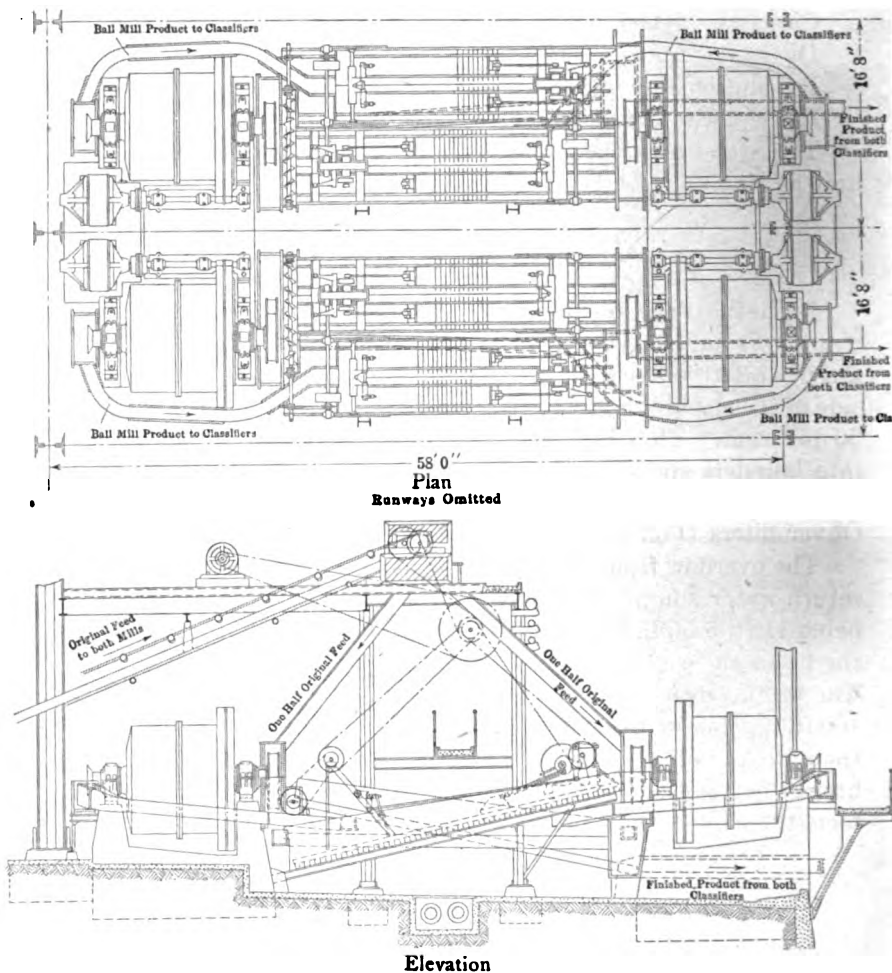 Ball Mill Product to Classifiers
Ball Mill Product to Classifiers
16'8"
Finished
Product
from both
Classifiers
16'8"
Finished
Product from
both Classifiers
Ball Mill Product to Classifiers
Ball Mill Product to Cla
58'0"
Plan
Runways Omitted
Original Feed
to both Mills
One Half Original Feed
One Half Original
Feed
Finished Product from both
Classifiers
Elevation